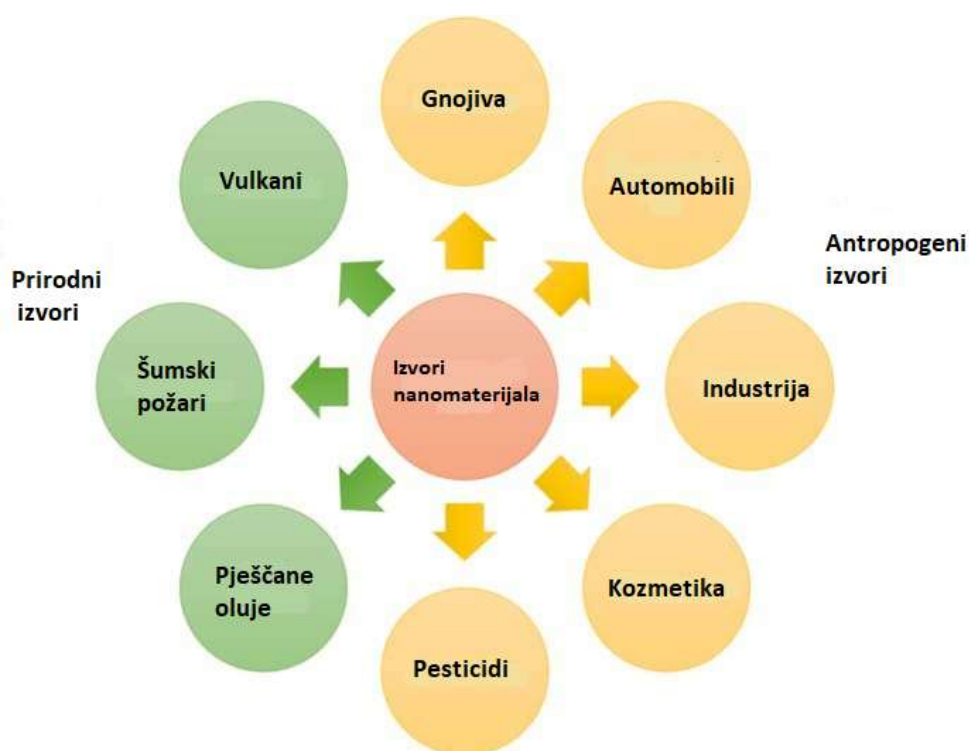 Gnojiva
Vulkani
Automobili
Antropogeni
izvori
Prirodni
izvori
Šumski
požari
Izvori
nanomaterijala
Industrija
Pješčane
oluje
Kozmetika
Pesticidi